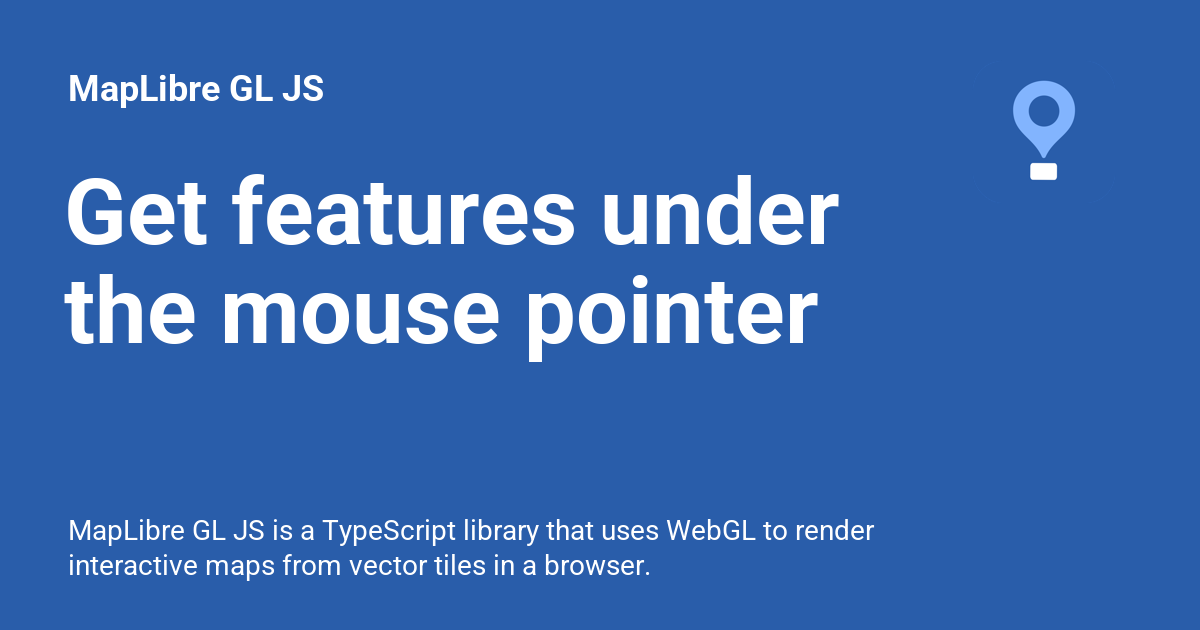 MapLibre GL JS
Get features under
the mouse pointer
MapLibre GL JS is a TypeScript library that uses WebGL to render
interactive maps from vector tiles in a browser.